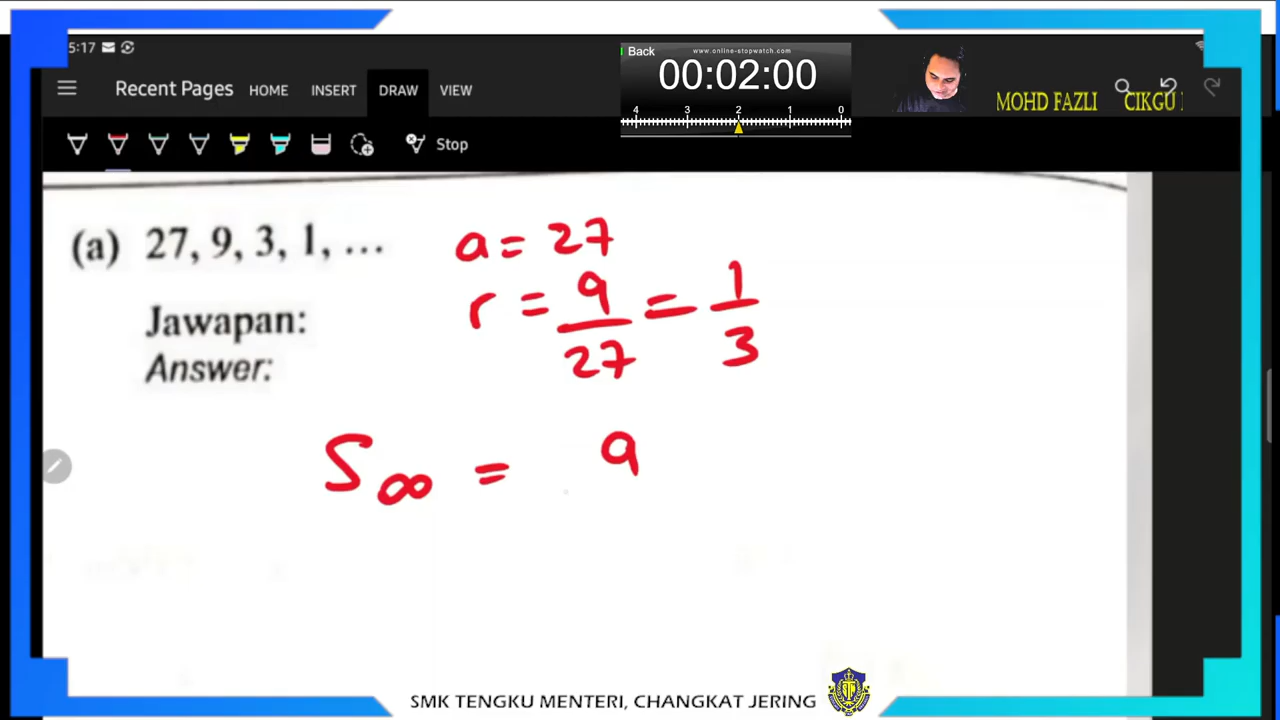 5:17
Recent Pages HOME INSERT DRAW VIEW
Stop
Back
www.online-stopwatch.com
00:02:00
4 3 2 1 0
MOHD FAZLI CIKGU
(a) 27, 9, 3, 1, ...
a = 27
r = 9/27 = 1/3
Jawapan:
Answer:
S∞ = a
SMK TENGKU MENTERI, CHANGKAT JERING